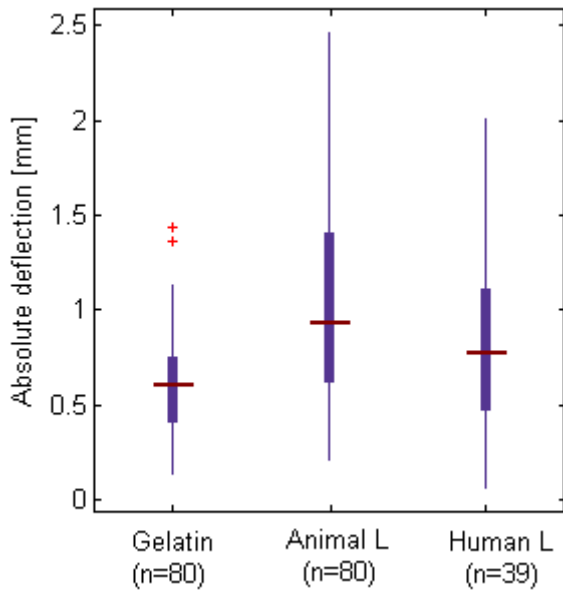 Absolute deflection [mm]
2.5
2
1.5
1
0.5
0
Gelatin
(n=80)
Animal L
(n=80)
Human L
(n=39)